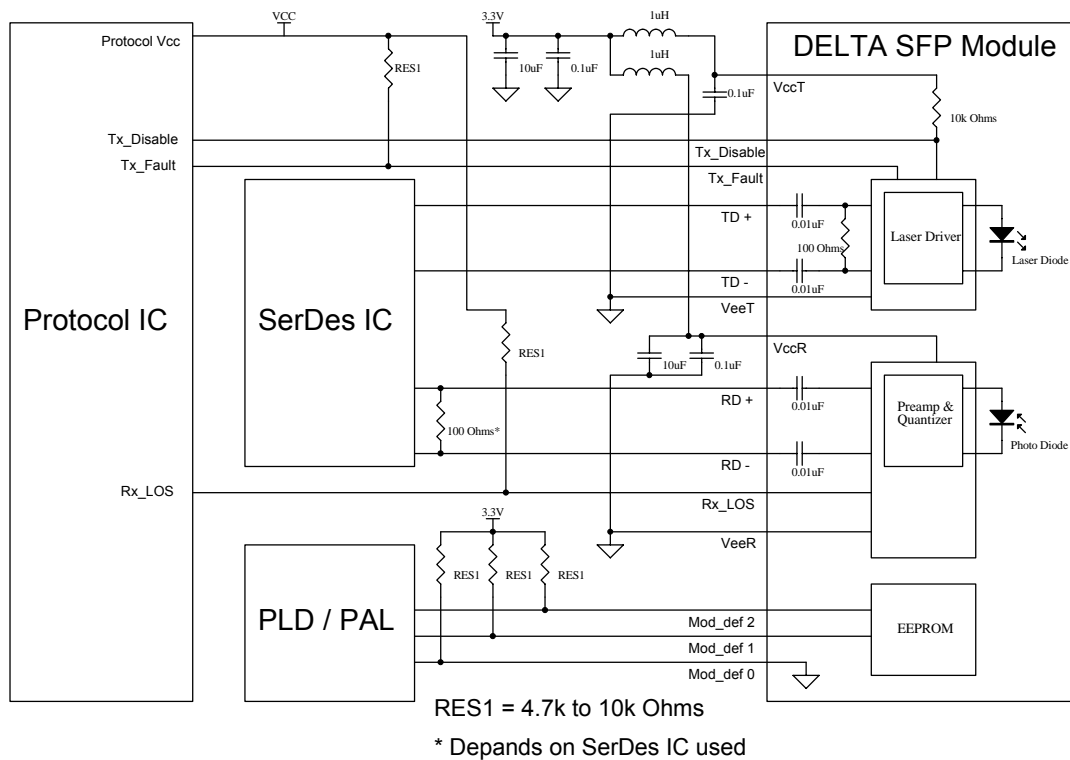 VCC
3.3V
1uH
DELTA SFP Module
Protocol Vcc
RES1
10uF
0.1uF
1uH
VccT
0.1uF
10k Ohms
Tx_Disable
Tx_Disable
Tx_Fault
Tx_Fault
TD +
0.01uF
100 Ohms
Laser Driver
Laser Diode
TD -
0.01uF
VeeT
Protocol IC
SerDes IC
RES1
VccR
10uF
0.1uF
RD +
0.01uF
Preamp &
Quantizer
100 Ohms*
Photo Diode
RD -
0.01uF
Rx_LOS
Rx_LOS
3.3V
VeeR
RES1
RES1
RES1
PLD / PAL
Mod_def 2
EEPROM
Mod_def 1
Mod_def 0
RES1 = 4.7k to 10k Ohms
* Depands on SerDes IC used